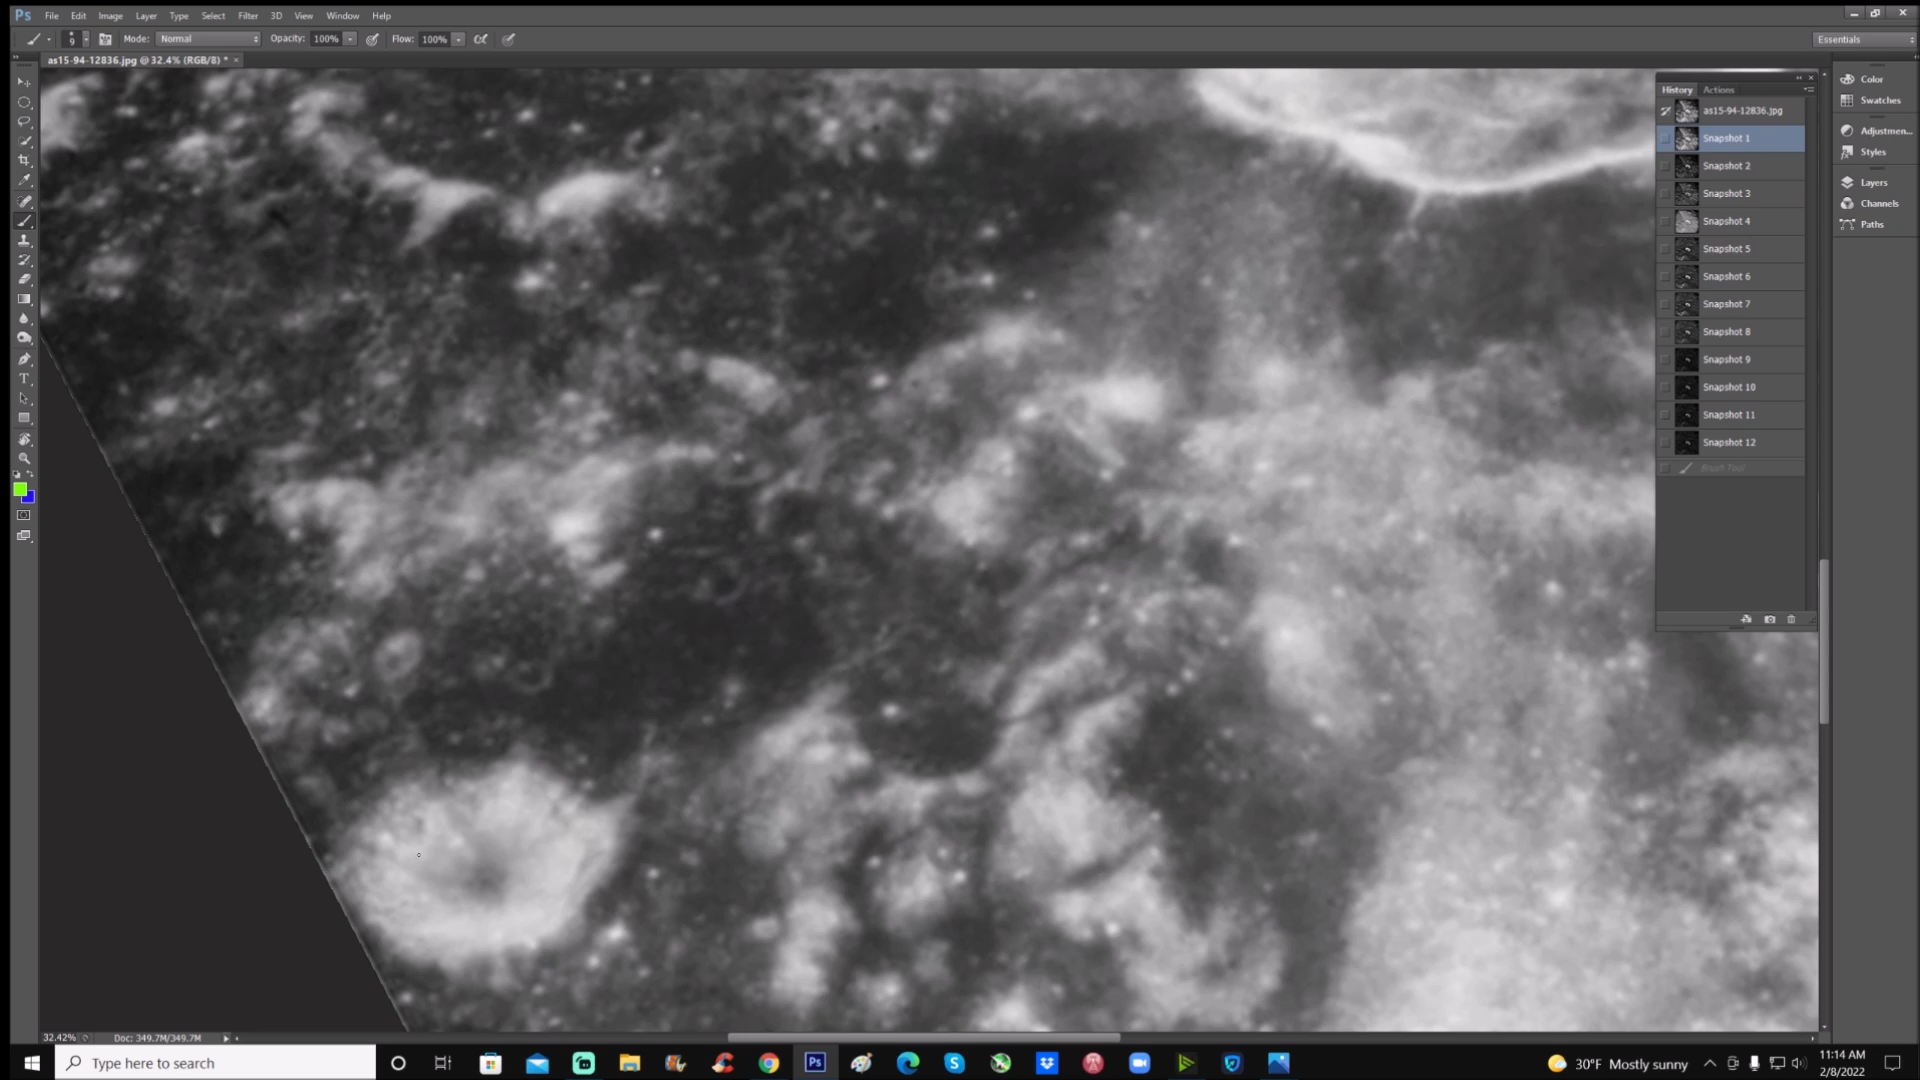 Ps File Edit Image Layer Type Select Filter 3D View Window Help
9 Mode: Normal Opacity: 100% Flow: 100% Essentials
as15-94-12836.jpg @ 32.4% (RGB/8) * ×
History Actions
as15-94-12836.jpg
Snapshot 1
Snapshot 2
Snapshot 3
Snapshot 4
Snapshot 5
Snapshot 6
Snapshot 7
Snapshot 8
Snapshot 9
Snapshot 10
Snapshot 11
Snapshot 12
Brush Tool
Color
Swatches
Adjustmen...
Styles
Layers
Channels
Paths
32.42% Doc: 349.7M/349.7M
Type here to search
Ps
30°F Mostly sunny
11:14 AM
2/8/2022